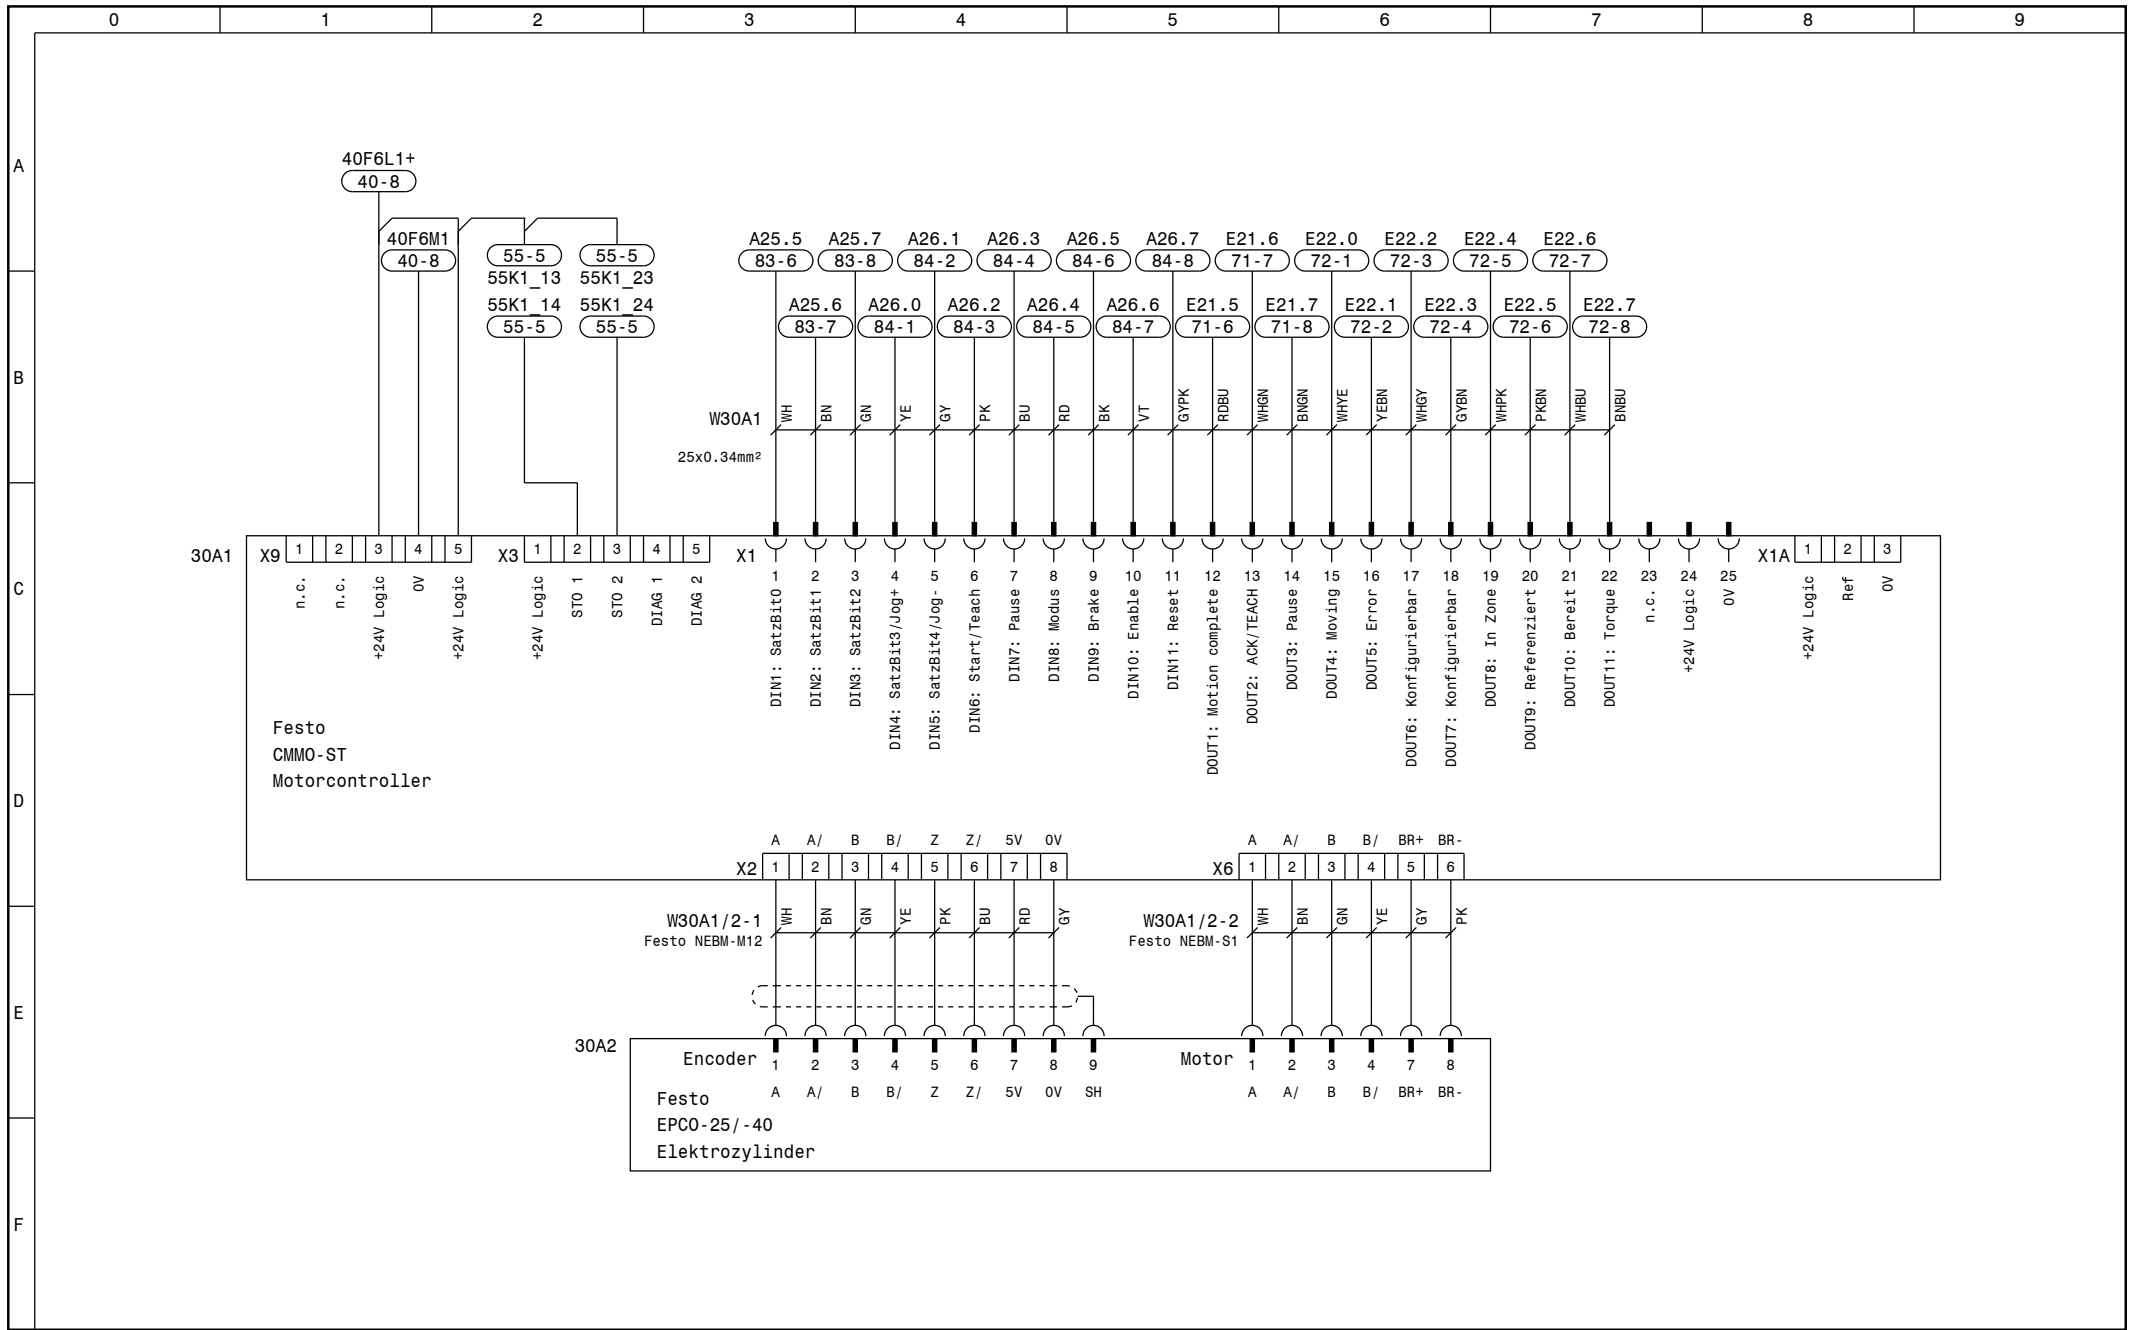 0 1 2 3 4 5 6 7 8 9
A
40F6L1+
40-8
40F6M1
40-8
55-5 55-5
55K1_13 55K1_23
55K1_14 55K1_24
55-5 55-5
A25.5 A25.7 A26.1 A26.3 A26.5 A26.7 E21.6 E22.0 E22.2 E22.4 E22.6
83-6 83-8 84-2 84-4 84-6 84-8 71-7 72-1 72-3 72-5 72-7
A25.6 A26.0 A26.2 A26.4 A26.6 E21.5 E21.7 E22.1 E22.3 E22.5 E22.7
83-7 84-1 84-3 84-5 84-7 71-6 71-8 72-2 72-4 72-6 72-8
B
W30A1
WH BN GN YE GY PK BU RD BK VT GYPK RDBU WHGN BNGN WHYE YEBN WHGY GYBN WHPK PKBN WHBU BNBU
25x0.34mm²
C
30A1
X9 1 2 3 4 5
n.c.
n.c.
+24V Logic
0V
+24V Logic
X3 1 2 3 4 5
+24V Logic
STO 1
STO 2
DIAG 1
DIAG 2
X1
1 2 3 4 5 6 7 8 9 10 11 12 13 14 15 16 17 18 19 20 21 22 23 24 25
DIN1: SatzBit0
DIN2: SatzBit1
DIN3: SatzBit2
DIN4: SatzBit3/Jog+
DIN5: SatzBit4/Jog-
DIN6: Start/Teach
DIN7: Pause
DIN8: Modus
DIN9: Brake
DIN10: Enable
DIN11: Reset
DOUT1: Motion complete
DOUT2: ACK/TEACH
DOUT3: Pause
DOUT4: Moving
DOUT5: Error
DOUT6: Konfigurierbar
DOUT7: Konfigurierbar
DOUT8: In Zone
DOUT9: Referenziert
DOUT10: Bereit
DOUT11: Torque
n.c.
+24V Logic
0V
X1A 1 2 3
+24V Logic
Ref
0V
Festo
CMMO-ST
Motorcontroller
D
A A/ B B/ Z Z/ 5V 0V
X2 1 2 3 4 5 6 7 8
A A/ B B/ BR+ BR-
X6 1 2 3 4 5 6
W30A1/2-1
Festo NEBM-M12
WH BN GN YE PK BU RD GY
W30A1/2-2
Festo NEBM-S1
WH BN GN YE GY PK
E
30A2
Encoder
1 2 3 4 5 6 7 8 9
A A/ B B/ Z Z/ 5V 0V SH
Motor
1 2 3 4 7 8
A A/ B B/ BR+ BR-
Festo
EPCO-25/-40
Elektrozylinder
F